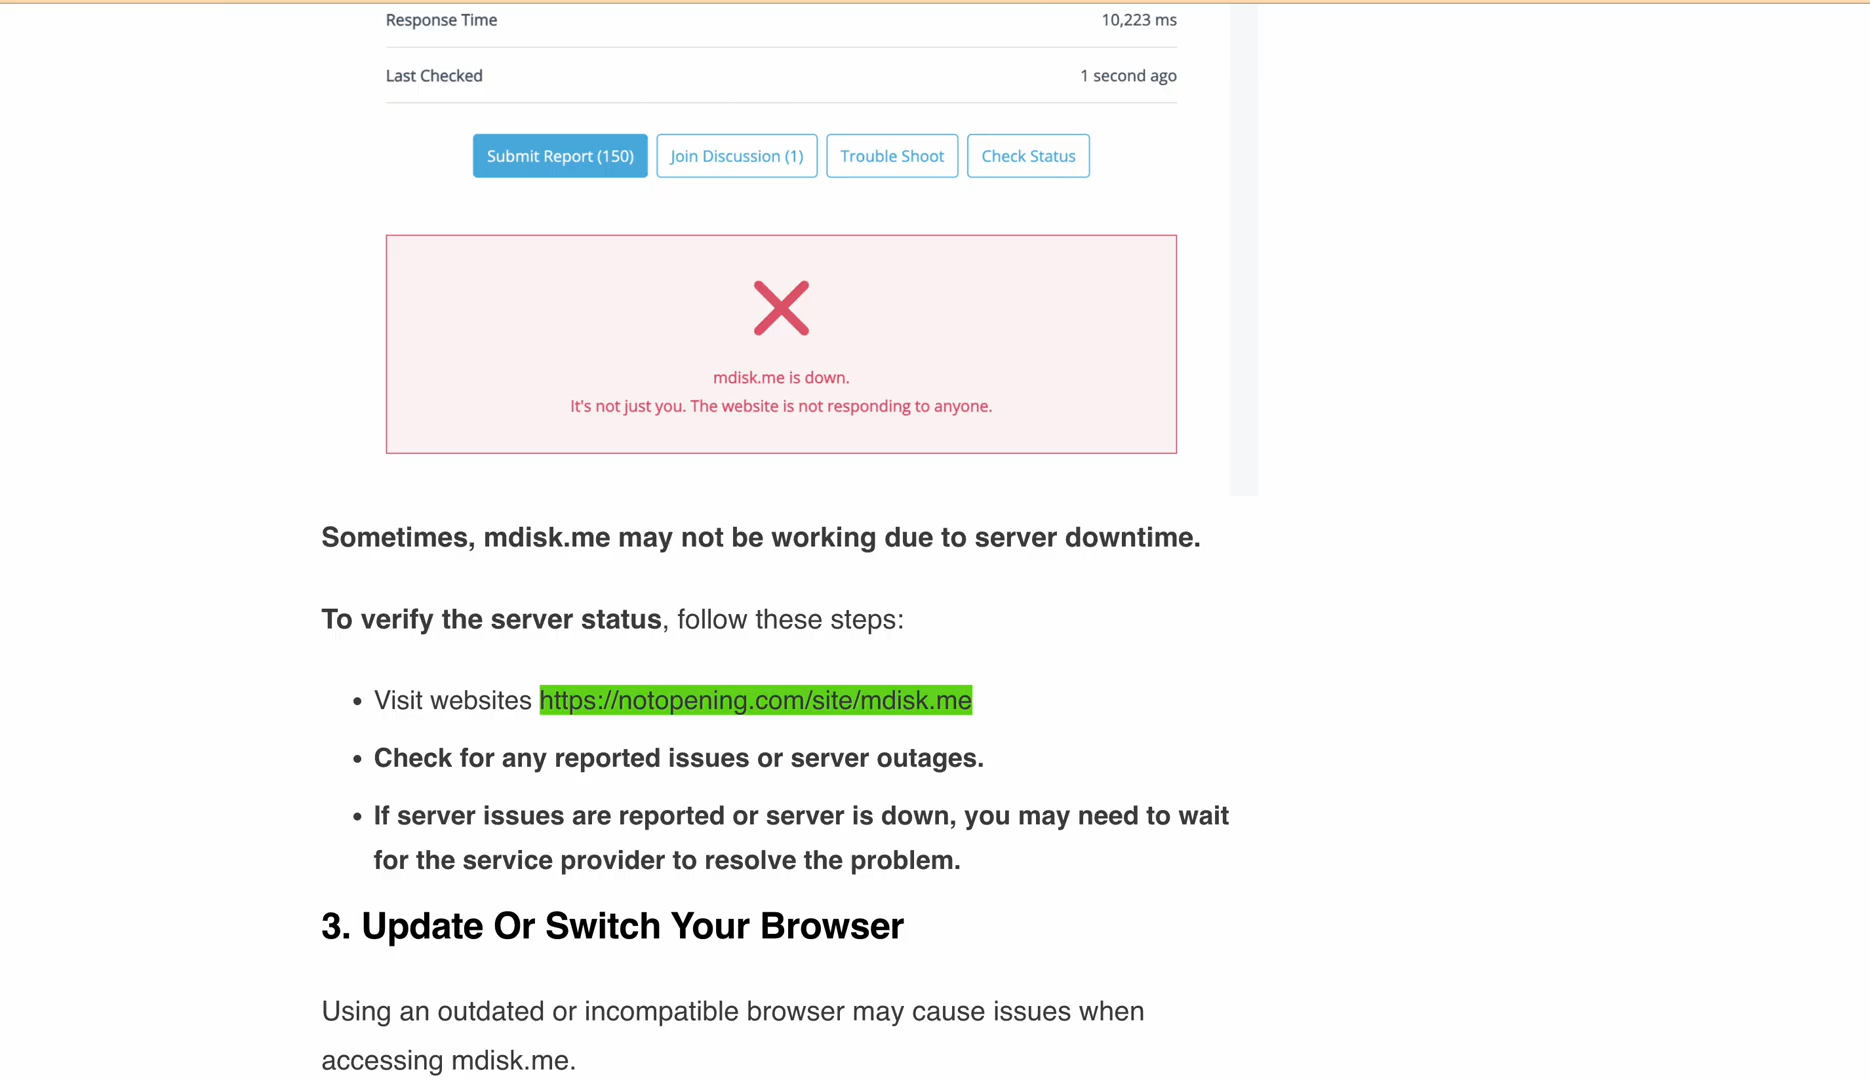 Response Time 10,223 ms
Last Checked 1 second ago
Submit Report (150) Join Discussion (1) Trouble Shoot Check Status
mdisk.me is down.
It's not just you. The website is not responding to anyone.
Sometimes, mdisk.me may not be working due to server downtime.
To verify the server status, follow these steps:
• Visit websites https://notopening.com/site/mdisk.me
• Check for any reported issues or server outages.
• If server issues are reported or server is down, you may need to wait
for the service provider to resolve the problem.
3. Update Or Switch Your Browser
Using an outdated or incompatible browser may cause issues when
accessing mdisk.me.